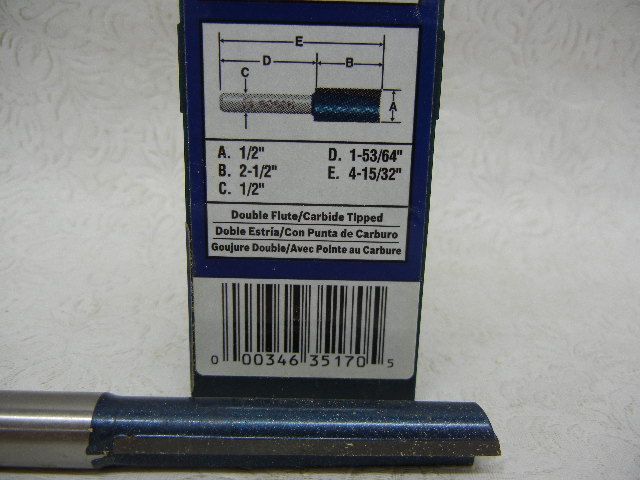 E
D
B
C
A
A. 1/2" D. 1-53/64"
B. 2-1/2" E. 4-15/32"
C. 1/2"
Double Flute/Carbide Tipped
Doble Estría/Con Punta de Carburo
Goujure Double/Avec Pointe au Carbure
0 00346 35170 5